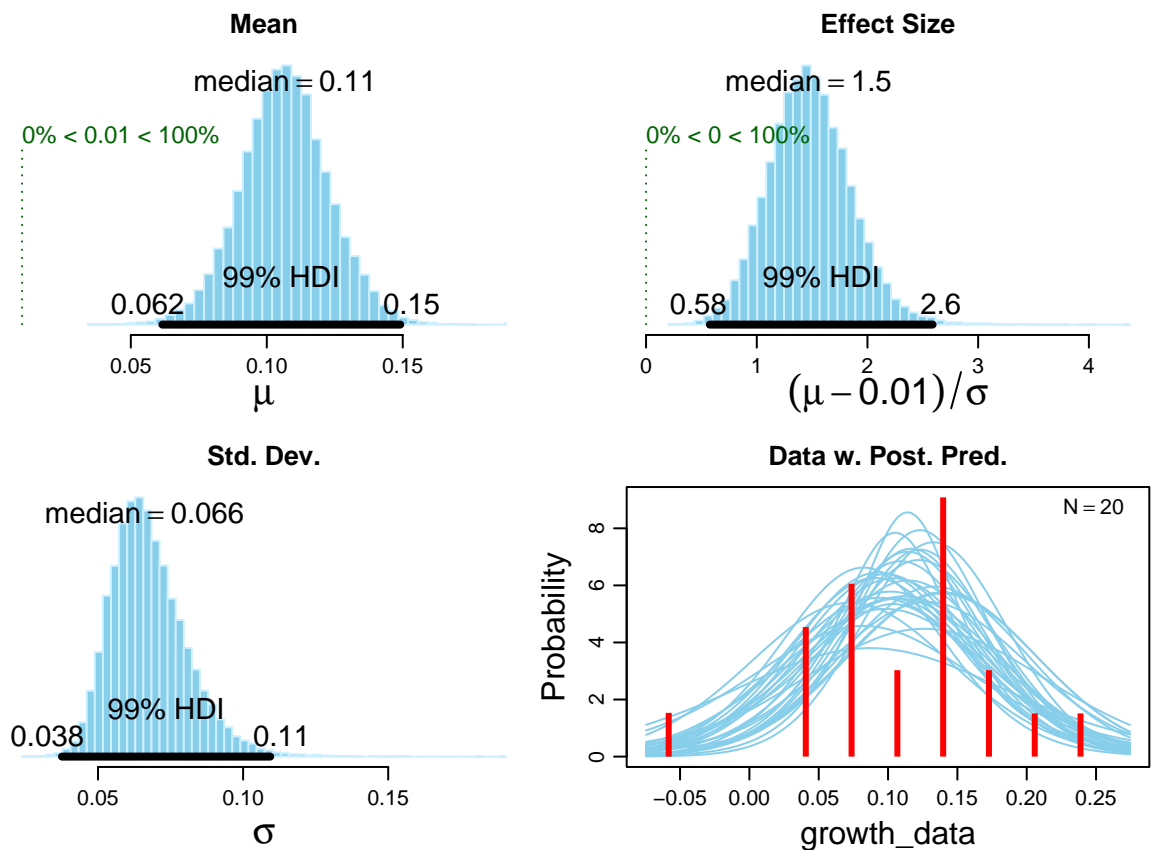 Mean
median = 0.11
0% < 0.01 < 100%
99% HDI
0.062
0.15
0.05
0.10
0.15
μ
Effect Size
median = 1.5
0% < 0 < 100%
99% HDI
0.58
2.6
0
1
2
3
4
(μ − 0.01)/σ
Std. Dev.
median = 0.066
99% HDI
0.038
0.11
0.05
0.10
0.15
σ
Data w. Post. Pred.
N = 20
Probability
8
6
4
2
0
−0.05
0.00
0.05
0.10
0.15
0.20
0.25
growth_data